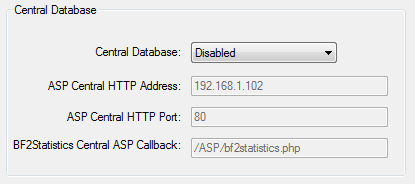 Central Database
Central Database: Disabled
ASP Central HTTP Address: 192.168.1.102
ASP Central HTTP Port: 80
BF2Statistics Central ASP Callback: /ASP/bf2statistics.php